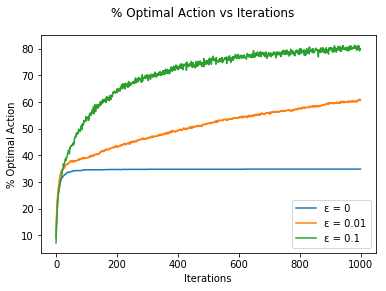 % Optimal Action vs Iterations
% Optimal Action
80
70
60
50
40
30
20
10
0
200
400
600
800
1000
Iterations
ε = 0
ε = 0.01
ε = 0.1